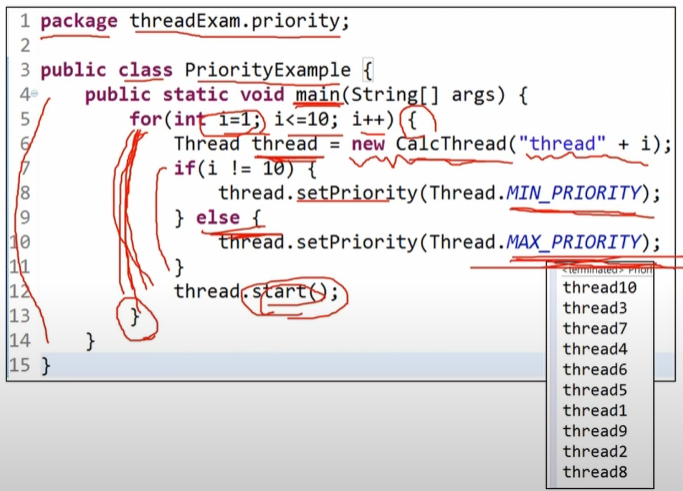 1 package threadExam.priority;
2
3 public class PriorityExample {
4 public static void main(String[] args) {
5 for(int i=1; i<=10; i++) {
6 Thread thread = new CalcThread("thread" + i);
7 if(i != 10) {
8 thread.setPriority(Thread.MIN_PRIORITY);
9 } else {
10 thread.setPriority(Thread.MAX_PRIORITY);
11 }
12 thread.start();
13 }
14 }
15 }
<terminated> Priori
thread10
thread3
thread7
thread4
thread6
thread5
thread1
thread9
thread2
thread8